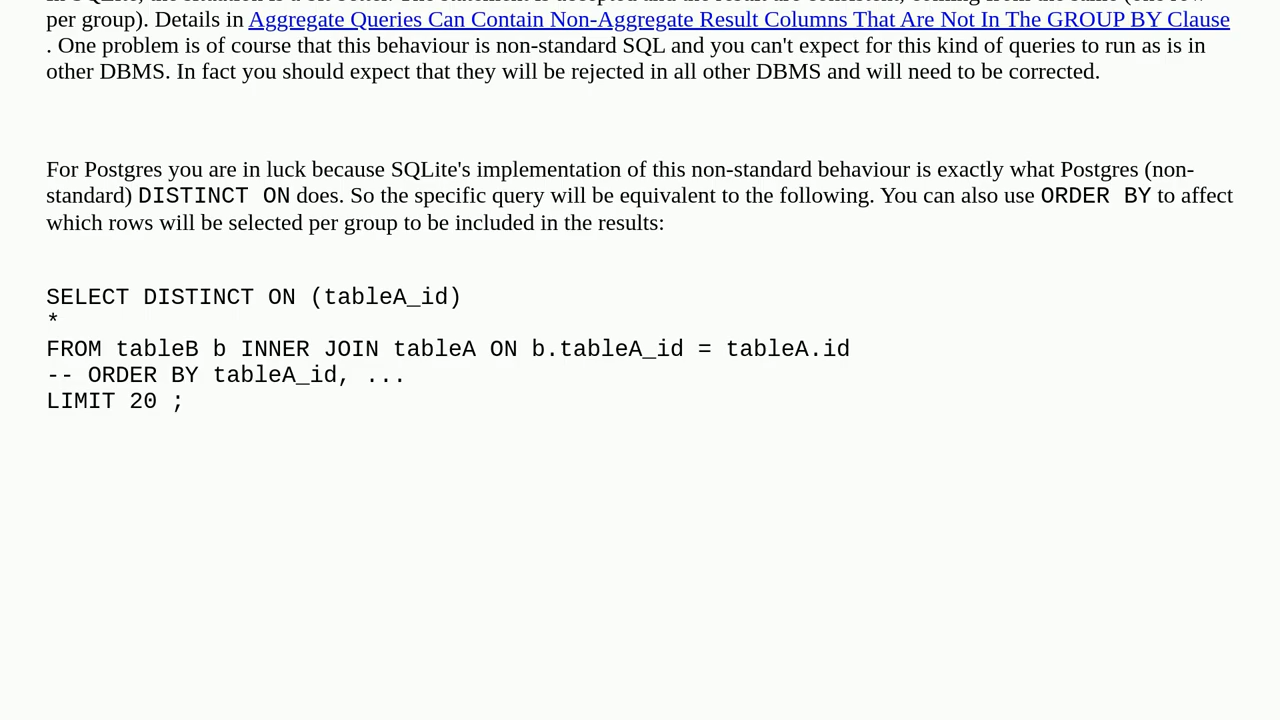 per group). Details in Aggregate Queries Can Contain Non-Aggregate Result Columns That Are Not In The GROUP BY Clause
. One problem is of course that this behaviour is non-standard SQL and you can't expect for this kind of queries to run as is in
other DBMS. In fact you should expect that they will be rejected in all other DBMS and will need to be corrected.
For Postgres you are in luck because SQLite's implementation of this non-standard behaviour is exactly what Postgres (non-
standard) DISTINCT ON does. So the specific query will be equivalent to the following. You can also use ORDER BY to affect
which rows will be selected per group to be included in the results:
SELECT DISTINCT ON (tableA_id)
*
FROM tableB b INNER JOIN tableA ON b.tableA_id = tableA.id
-- ORDER BY tableA_id, ...
LIMIT 20 ;